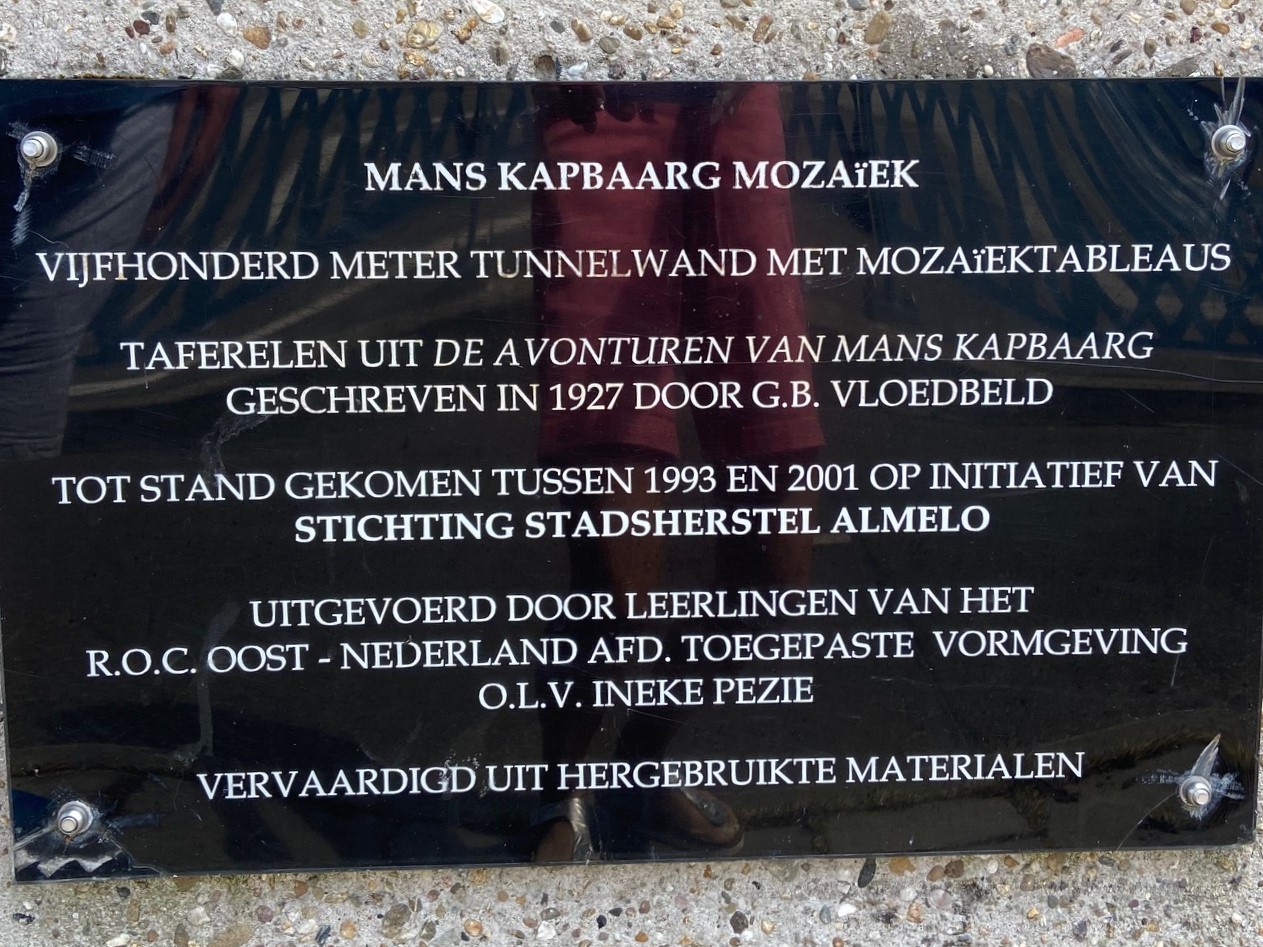 MANS KAPBAARG MOZAïEK
VIJFHONDERD METER TUNNELWAND MET MOZAïEKTABLEAUS
TAFERELEN UIT DE AVONTUREN VAN MANS KAPBAARG
GESCHREVEN IN 1927 DOOR G.B. VLOEDBELD
TOT STAND GEKOMEN TUSSEN 1993 EN 2001 OP INITIATIEF VAN
STICHTING STADSHERSTEL ALMELO
UITGEVOERD DOOR LEERLINGEN VAN HET
R.O.C. OOST - NEDERLAND AFD. TOEGEPASTE VORMGEVING
O.L.V. INEKE PEZIE
VERVAARDIGD UIT HERGEBRUIKTE MATERIALEN